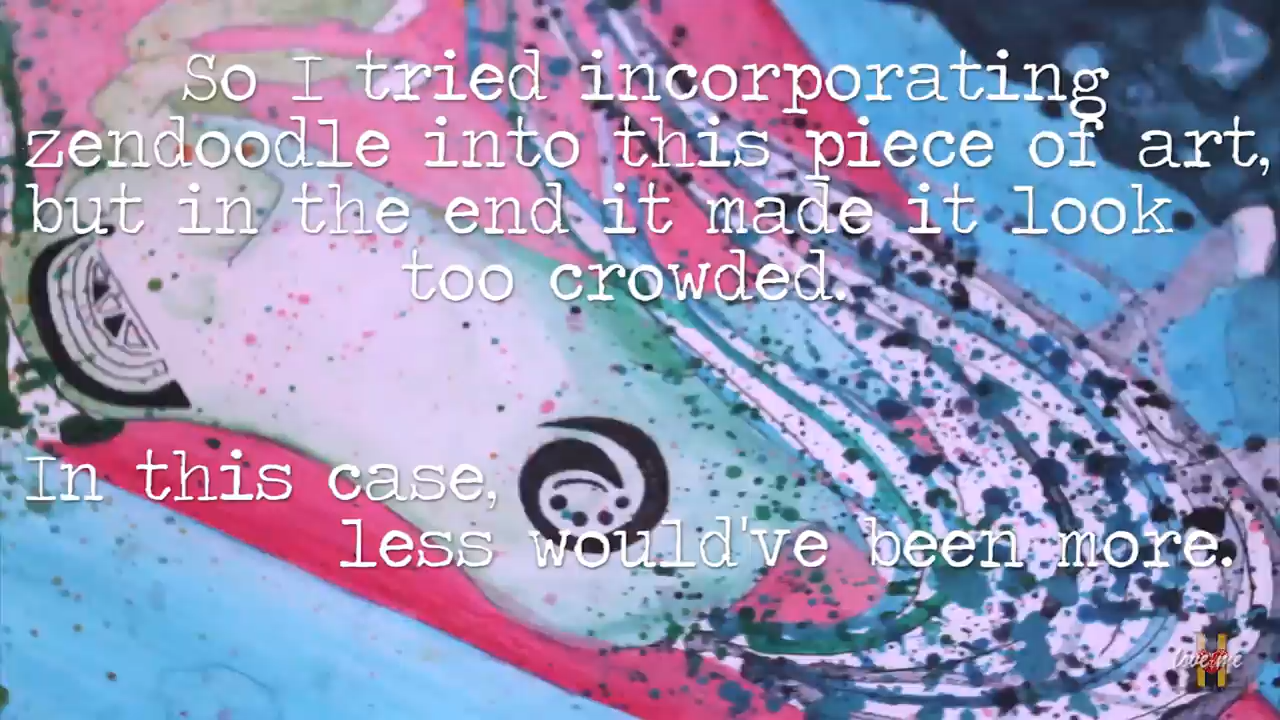 So I tried incorporating
zendoodle into this piece of art,
but in the end it made it look
too crowded.
In this case,
less would've been more.